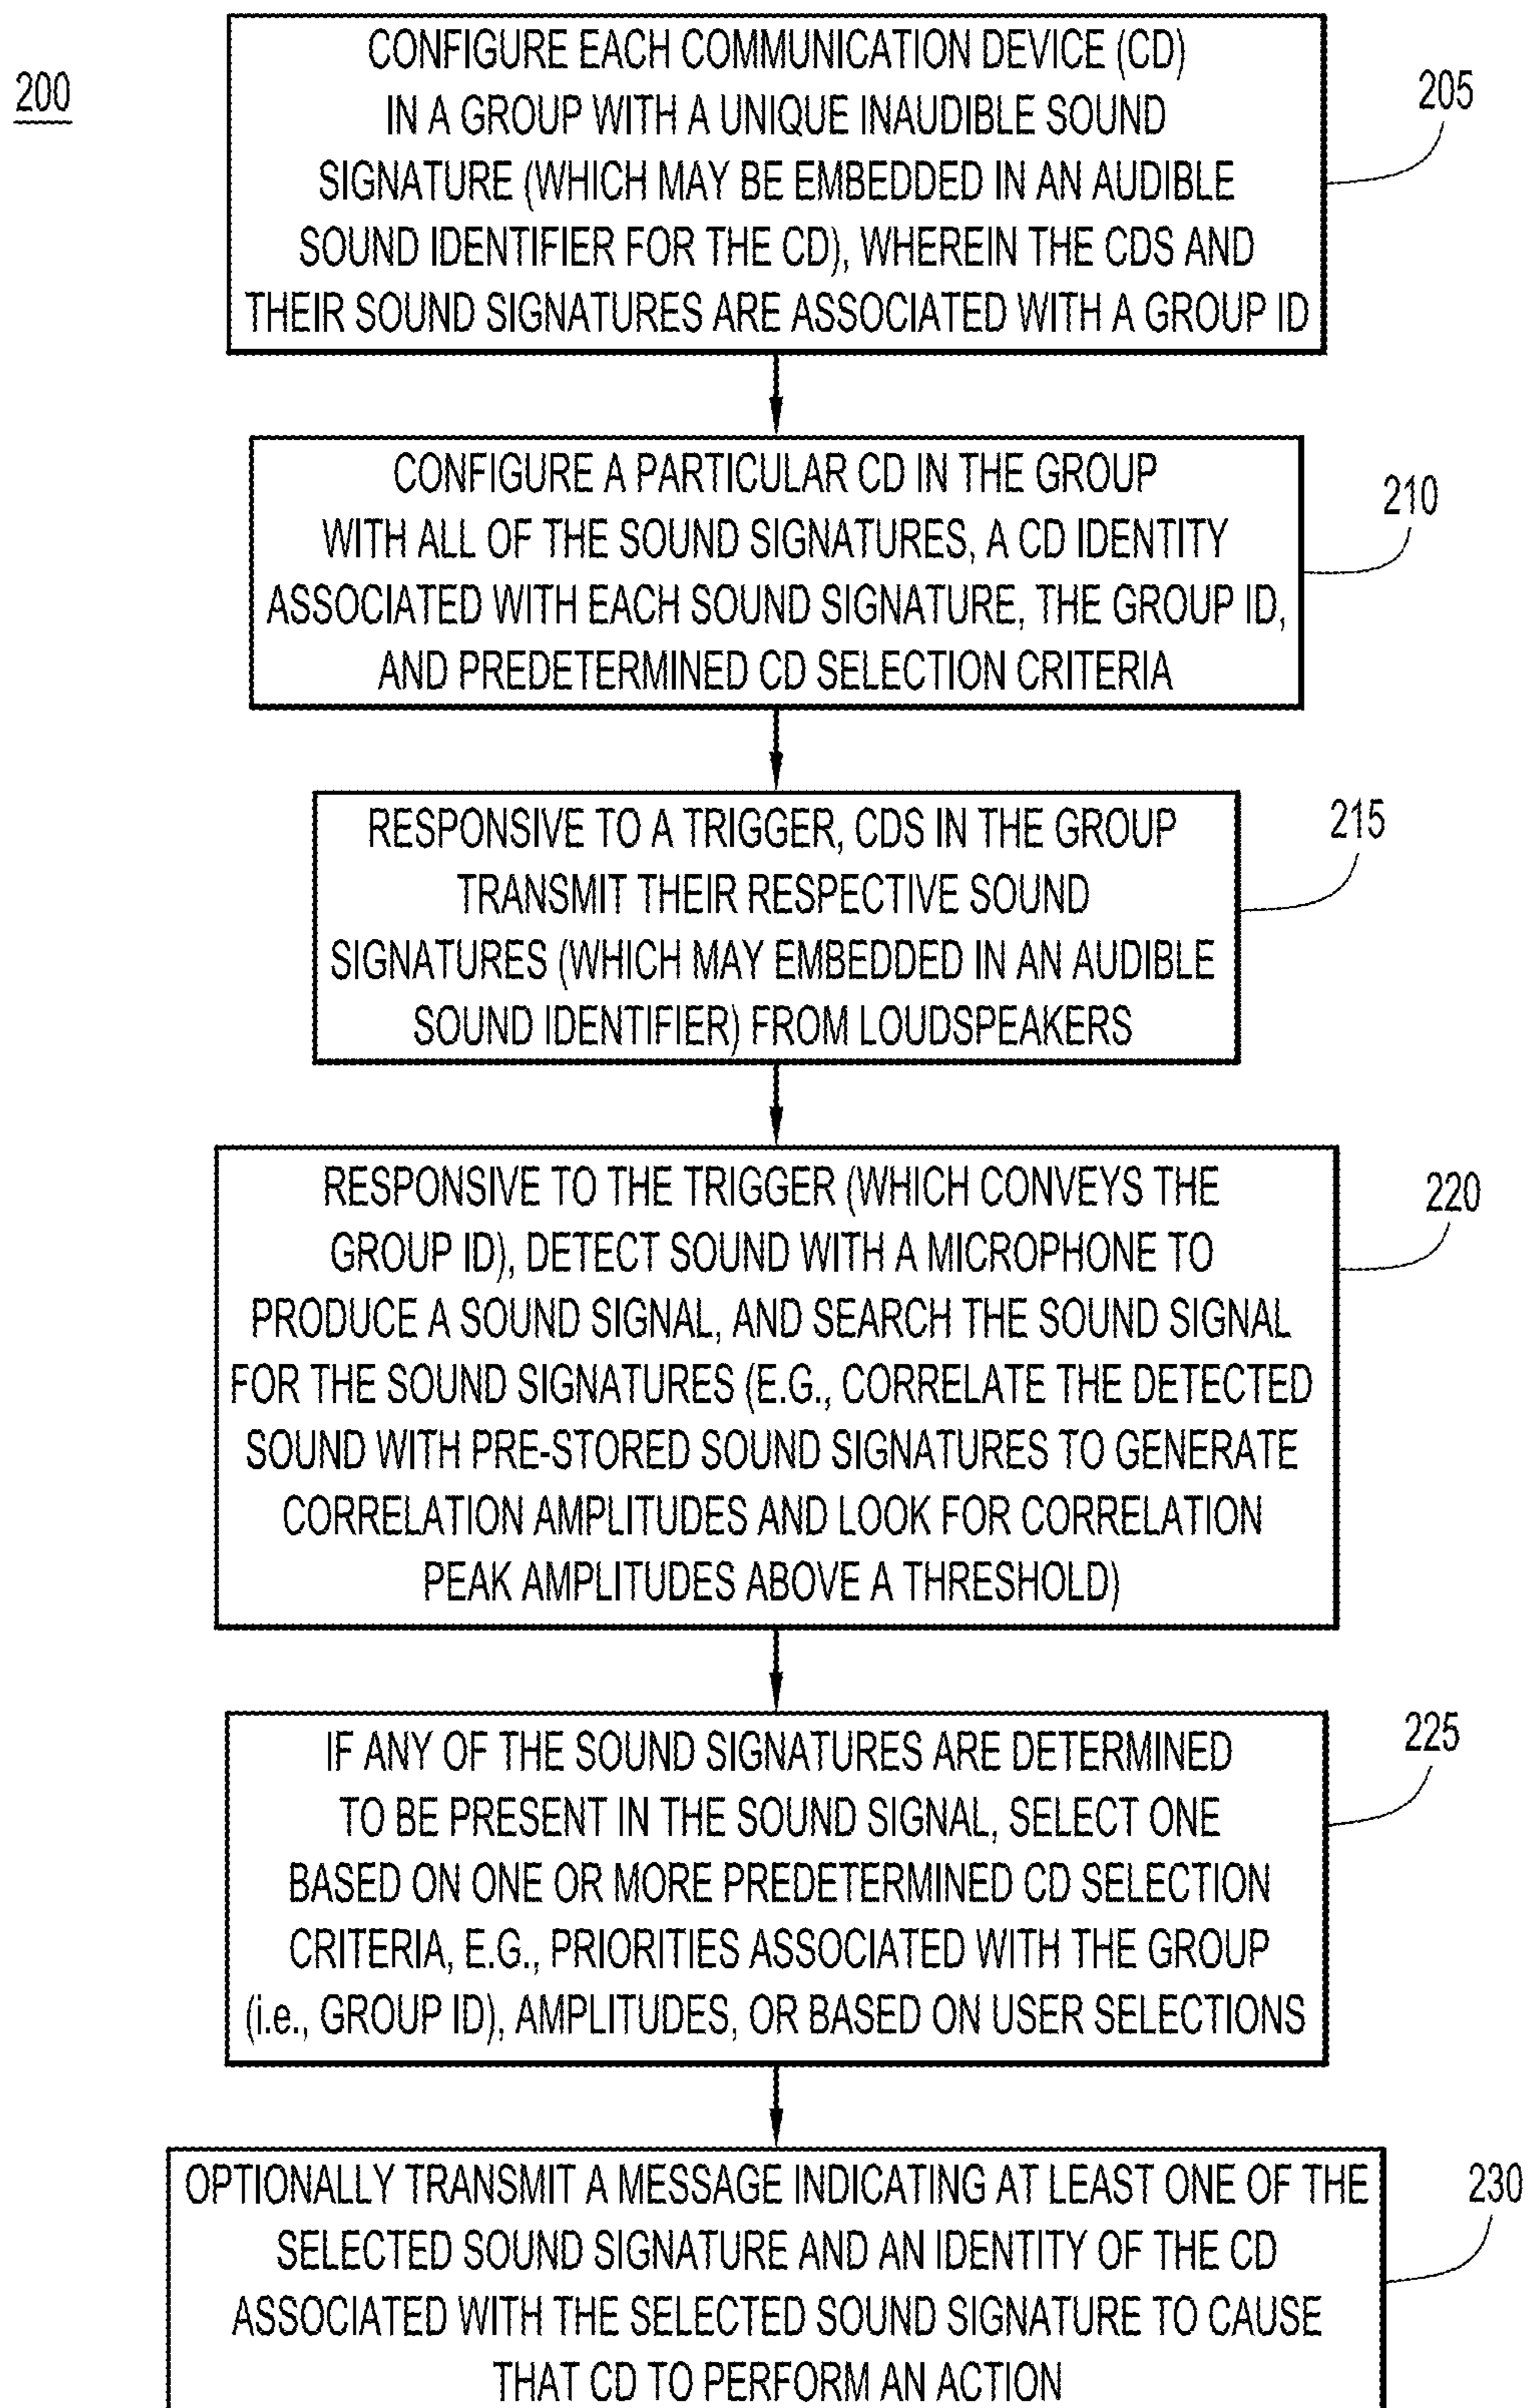 200
CONFIGURE EACH COMMUNICATION DEVICE (CD)
IN A GROUP WITH A UNIQUE INAUDIBLE SOUND
SIGNATURE (WHICH MAY BE EMBEDDED IN AN AUDIBLE
SOUND IDENTIFIER FOR THE CD), WHEREIN THE CDS AND
THEIR SOUND SIGNATURES ARE ASSOCIATED WITH A GROUP ID
205
CONFIGURE A PARTICULAR CD IN THE GROUP
WITH ALL OF THE SOUND SIGNATURES, A CD IDENTITY
ASSOCIATED WITH EACH SOUND SIGNATURE, THE GROUP ID,
AND PREDETERMINED CD SELECTION CRITERIA
210
RESPONSIVE TO A TRIGGER, CDS IN THE GROUP
TRANSMIT THEIR RESPECTIVE SOUND
SIGNATURES (WHICH MAY EMBEDDED IN AN AUDIBLE
SOUND IDENTIFIER) FROM LOUDSPEAKERS
215
RESPONSIVE TO THE TRIGGER (WHICH CONVEYS THE
GROUP ID), DETECT SOUND WITH A MICROPHONE TO
PRODUCE A SOUND SIGNAL, AND SEARCH THE SOUND SIGNAL
FOR THE SOUND SIGNATURES (E.G., CORRELATE THE DETECTED
SOUND WITH PRE-STORED SOUND SIGNATURES TO GENERATE
CORRELATION AMPLITUDES AND LOOK FOR CORRELATION
PEAK AMPLITUDES ABOVE A THRESHOLD)
220
IF ANY OF THE SOUND SIGNATURES ARE DETERMINED
TO BE PRESENT IN THE SOUND SIGNAL, SELECT ONE
BASED ON ONE OR MORE PREDETERMINED CD SELECTION
CRITERIA, E.G., PRIORITIES ASSOCIATED WITH THE GROUP
(i.e., GROUP ID), AMPLITUDES, OR BASED ON USER SELECTIONS
225
OPTIONALLY TRANSMIT A MESSAGE INDICATING AT LEAST ONE OF THE
SELECTED SOUND SIGNATURE AND AN IDENTITY OF THE CD
ASSOCIATED WITH THE SELECTED SOUND SIGNATURE TO CAUSE
THAT CD TO PERFORM AN ACTION
230